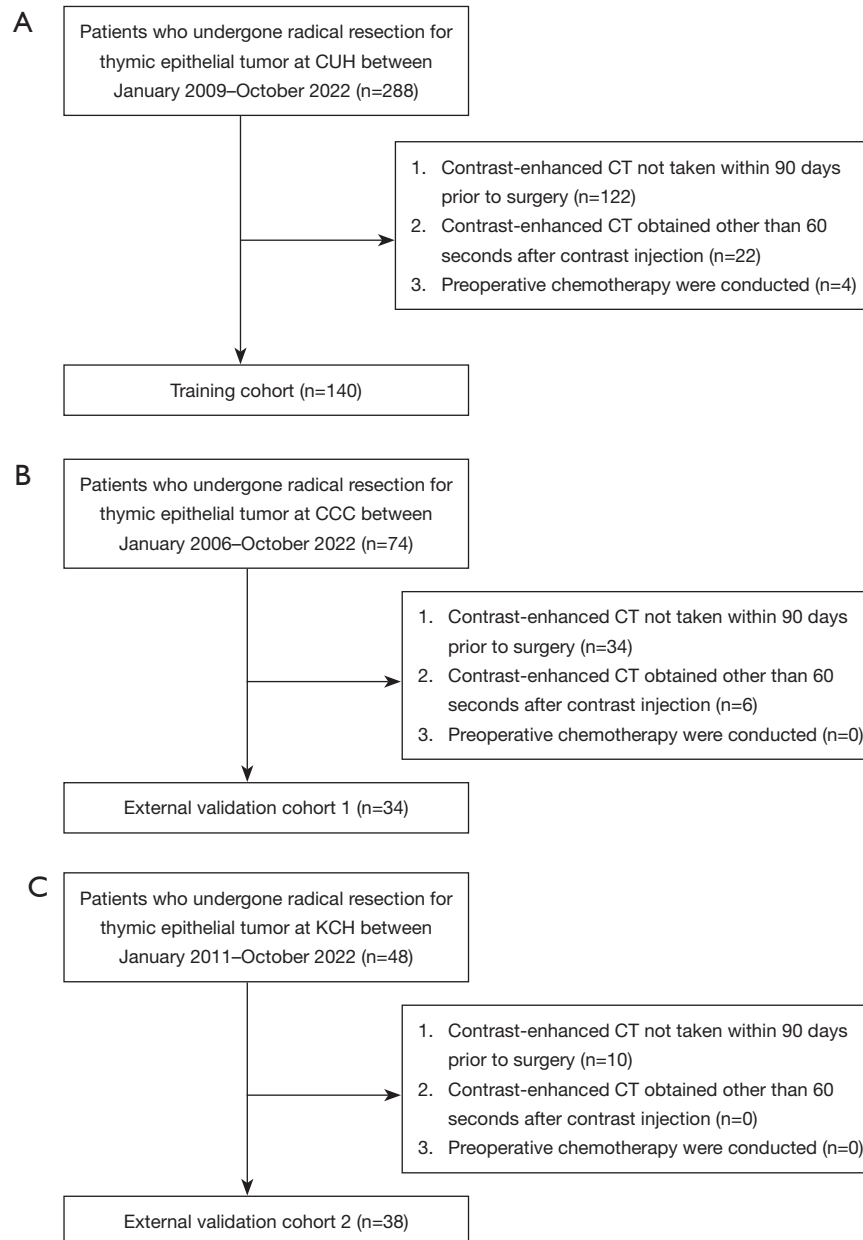 A
Patients who undergone radical resection for
thymic epithelial tumor at CUH between
January 2009–October 2022 (n=288)
1. Contrast-enhanced CT not taken within 90 days
prior to surgery (n=122)
2. Contrast-enhanced CT obtained other than 60
seconds after contrast injection (n=22)
3. Preoperative chemotherapy were conducted (n=4)
Training cohort (n=140)
B
Patients who undergone radical resection for
thymic epithelial tumor at CCC between
January 2006–October 2022 (n=74)
1. Contrast-enhanced CT not taken within 90 days
prior to surgery (n=34)
2. Contrast-enhanced CT obtained other than 60
seconds after contrast injection (n=6)
3. Preoperative chemotherapy were conducted (n=0)
External validation cohort 1 (n=34)
C
Patients who undergone radical resection for
thymic epithelial tumor at KCH between
January 2011–October 2022 (n=48)
1. Contrast-enhanced CT not taken within 90 days
prior to surgery (n=10)
2. Contrast-enhanced CT obtained other than 60
seconds after contrast injection (n=0)
3. Preoperative chemotherapy were conducted (n=0)
External validation cohort 2 (n=38)